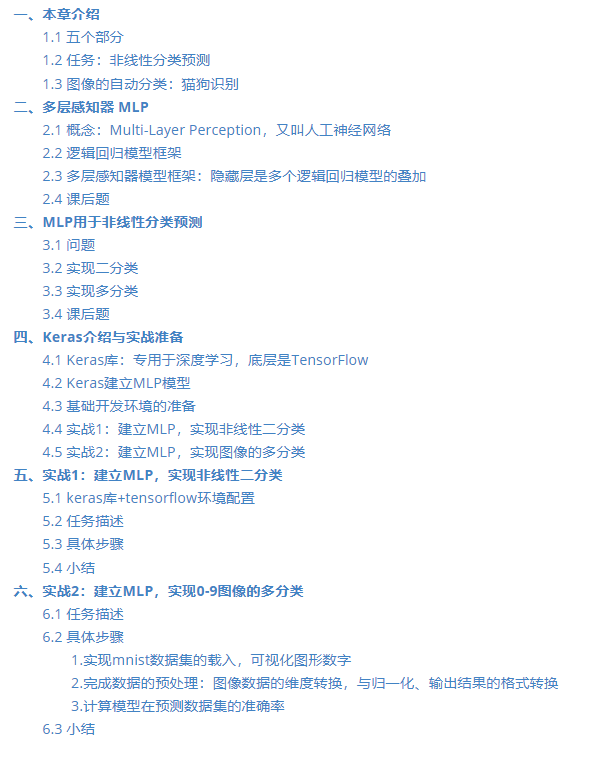 一、本章介绍
1.1 五个部分
1.2 任务：非线性分类预测
1.3 图像的自动分类：猫狗识别
二、多层感知器 MLP
2.1 概念：Multi-Layer Perception，又叫人工神经网络
2.2 逻辑回归模型框架
2.3 多层感知器模型框架：隐藏层是多个逻辑回归模型的叠加
2.4 课后题
三、MLP用于非线性分类预测
3.1 问题
3.2 实现二分类
3.3 实现多分类
3.4 课后题
四、Keras介绍与实战准备
4.1 Keras库：专用于深度学习，底层是TensorFlow
4.2 Keras建立MLP模型
4.3 基础开发环境的准备
4.4 实战1：建立MLP，实现非线性二分类
4.5 实战2：建立MLP，实现图像的多分类
五、实战1：建立MLP，实现非线性二分类
5.1 keras库+tensorflow环境配置
5.2 任务描述
5.3 具体步骤
5.4 小结
六、实战2：建立MLP，实现0-9图像的多分类
6.1 任务描述
6.2 具体步骤
1.实现mnist数据集的载入，可视化图形数字
2.完成数据的预处理：图像数据的维度转换，与归一化、输出结果的格式转换
3.计算模型在预测数据集的准确率
6.3 小结